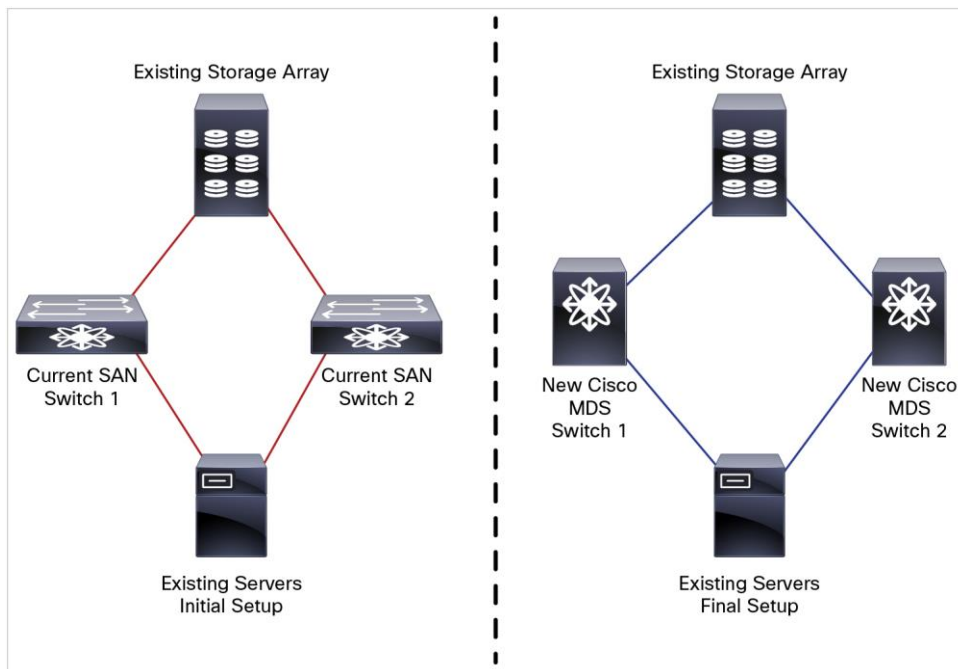 Existing Storage Array
Current SAN
Switch 1
Current SAN
Switch 2
Existing Servers
Initial Setup
Existing Storage Array
New Cisco
MDS
Switch 1
New Cisco
MDS
Switch 2
Existing Servers
Final Setup